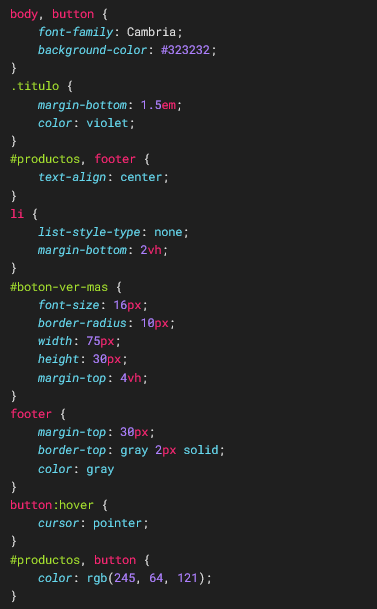 body, button {
    font-family: Cambria;
    background-color: #323232;
}
.titulo {
    margin-bottom: 1.5em;
    color: violet;
}
#productos, footer {
    text-align: center;
}
li {
    list-style-type: none;
    margin-bottom: 2vh;
}
#boton-ver-mas {
    font-size: 16px;
    border-radius: 10px;
    width: 75px;
    height: 30px;
    margin-top: 4vh;
}
footer {
    margin-top: 30px;
    border-top: gray 2px solid;
    color: gray
}
button:hover {
    cursor: pointer;
}
#productos, button {
    color: rgb(245, 64, 121);
}